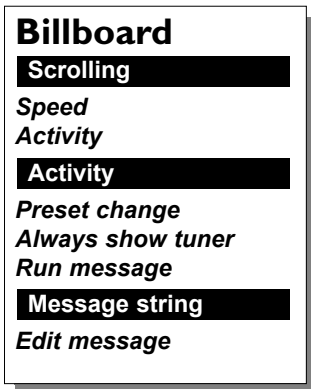 Billboard
Scrolling
Speed
Activity
Activity
Preset change
Always show tuner
Run message
Message string
Edit message